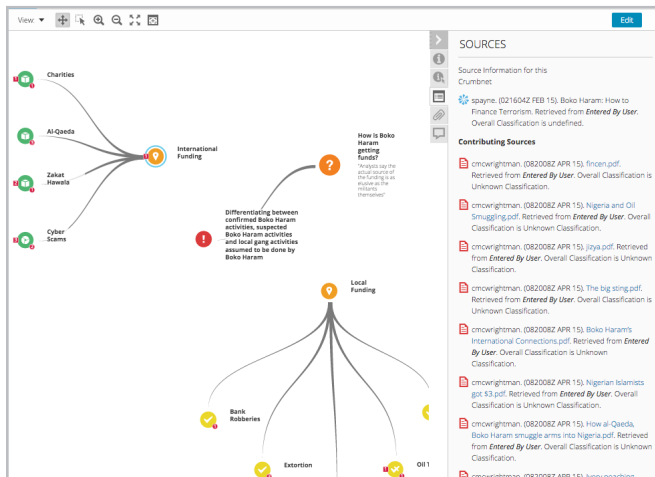 View:
Edit
Charities
Al-Qaeda
Zakat
Hawala
Cyber
Scams
International
Funding
How is Boko
Haram
getting
funds?
"Analysts say the
actual source of
the funding is as
elusive as the
militants
themselves"
Differentiating between
confirmed Boko Haram
activities, suspected
Boko Haram activities
and local gang activities
assumed to be done by
Boko Haram
Local
Funding
Bank
Robberies
Extortion
Oil T
SOURCES
Source Information for this
Crumbnet
spayne. (021604Z FEB 15). Boko Haram: How to
Finance Terrorism. Retrieved from Entered By User.
Overall Classification is undefined.
Contributing Sources
cmcwrightman. (082008Z APR 15). fincen.pdf.
Retrieved from Entered By User. Overall Classification is
Unknown Classification.
cmcwrightman. (082008Z APR 15). Nigeria and Oil
Smuggling.pdf. Retrieved from Entered By User. Overall
Classification is Unknown Classification.
cmcwrightman. (082008Z APR 15). jizya.pdf. Retrieved
from Entered By User. Overall Classification is Unknown
Classification.
cmcwrightman. (082008Z APR 15). The big sting.pdf.
Retrieved from Entered By User. Overall Classification is
Unknown Classification.
cmcwrightman. (082008Z APR 15). Boko Haram's
International Connections.pdf. Retrieved from Entered
By User. Overall Classification is Unknown
Classification.
cmcwrightman. (082008Z APR 15). Nigerian Islamists
got $3.pdf. Retrieved from Entered By User. Overall
Classification is Unknown Classification.
cmcwrightman. (082008Z APR 15). How al-Qaeda,
Boko Haram smuggle arms into Nigeria.pdf. Retrieved
from Entered By User. Overall Classification is Unknown
Classification.
cmcwrightman. (082008Z APR 15). Ivory poaching